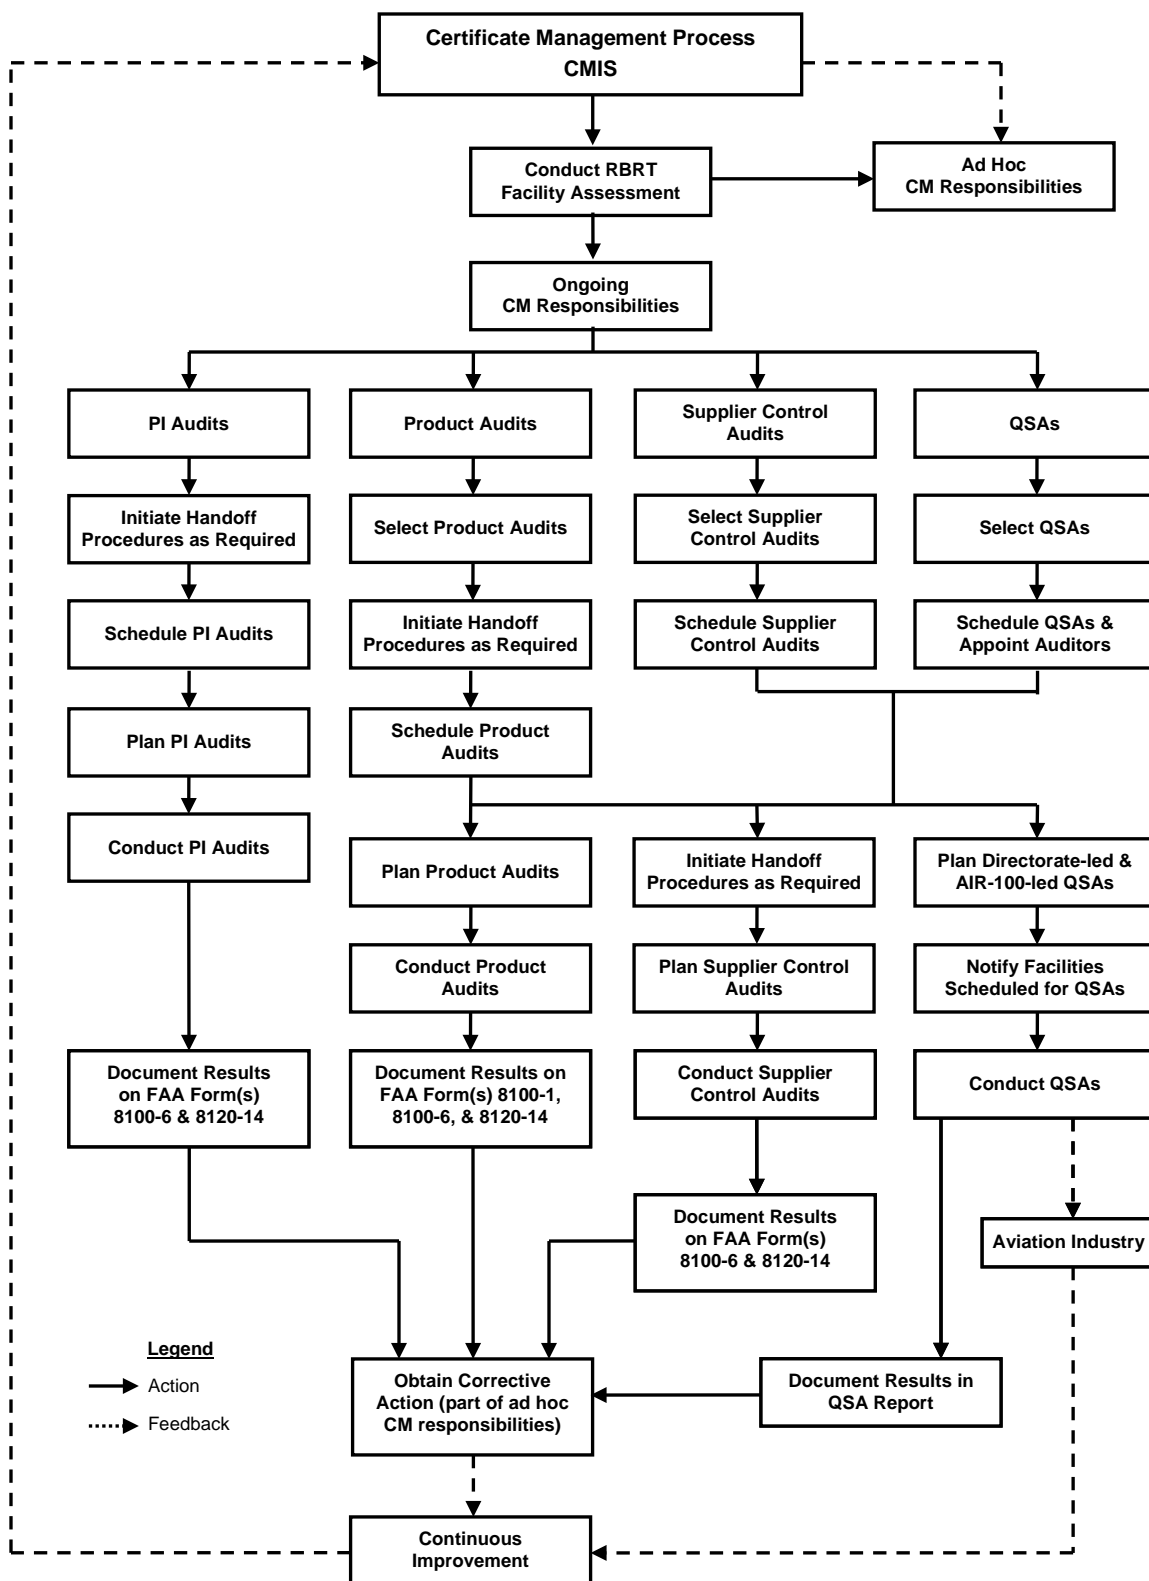 Certificate Management Process
CMIS
Conduct RBRT
Facility Assessment
Ad Hoc
CM Responsibilities
Ongoing
CM Responsibilities
PI Audits
Product Audits
Supplier Control
Audits
QSAs
Initiate Handoff
Procedures as Required
Select Product Audits
Select Supplier
Control Audits
Select QSAs
Schedule PI Audits
Initiate Handoff
Procedures as Required
Schedule Supplier
Control Audits
Schedule QSAs &
Appoint Auditors
Plan PI Audits
Schedule Product
Audits
Conduct PI Audits
Plan Product Audits
Initiate Handoff
Procedures as Required
Plan Directorate-led &
AIR-100-led QSAs
Conduct Product
Audits
Plan Supplier Control
Audits
Notify Facilities
Scheduled for QSAs
Document Results
on FAA Form(s)
8100-6 & 8120-14
Document Results on
FAA Form(s) 8100-1,
8100-6, & 8120-14
Conduct Supplier
Control Audits
Conduct QSAs
Document Results
on FAA Form(s)
8100-6 & 8120-14
Aviation Industry
Legend
Action
Feedback
Obtain Corrective
Action (part of ad hoc
CM responsibilities)
Document Results in
QSA Report
Continuous
Improvement